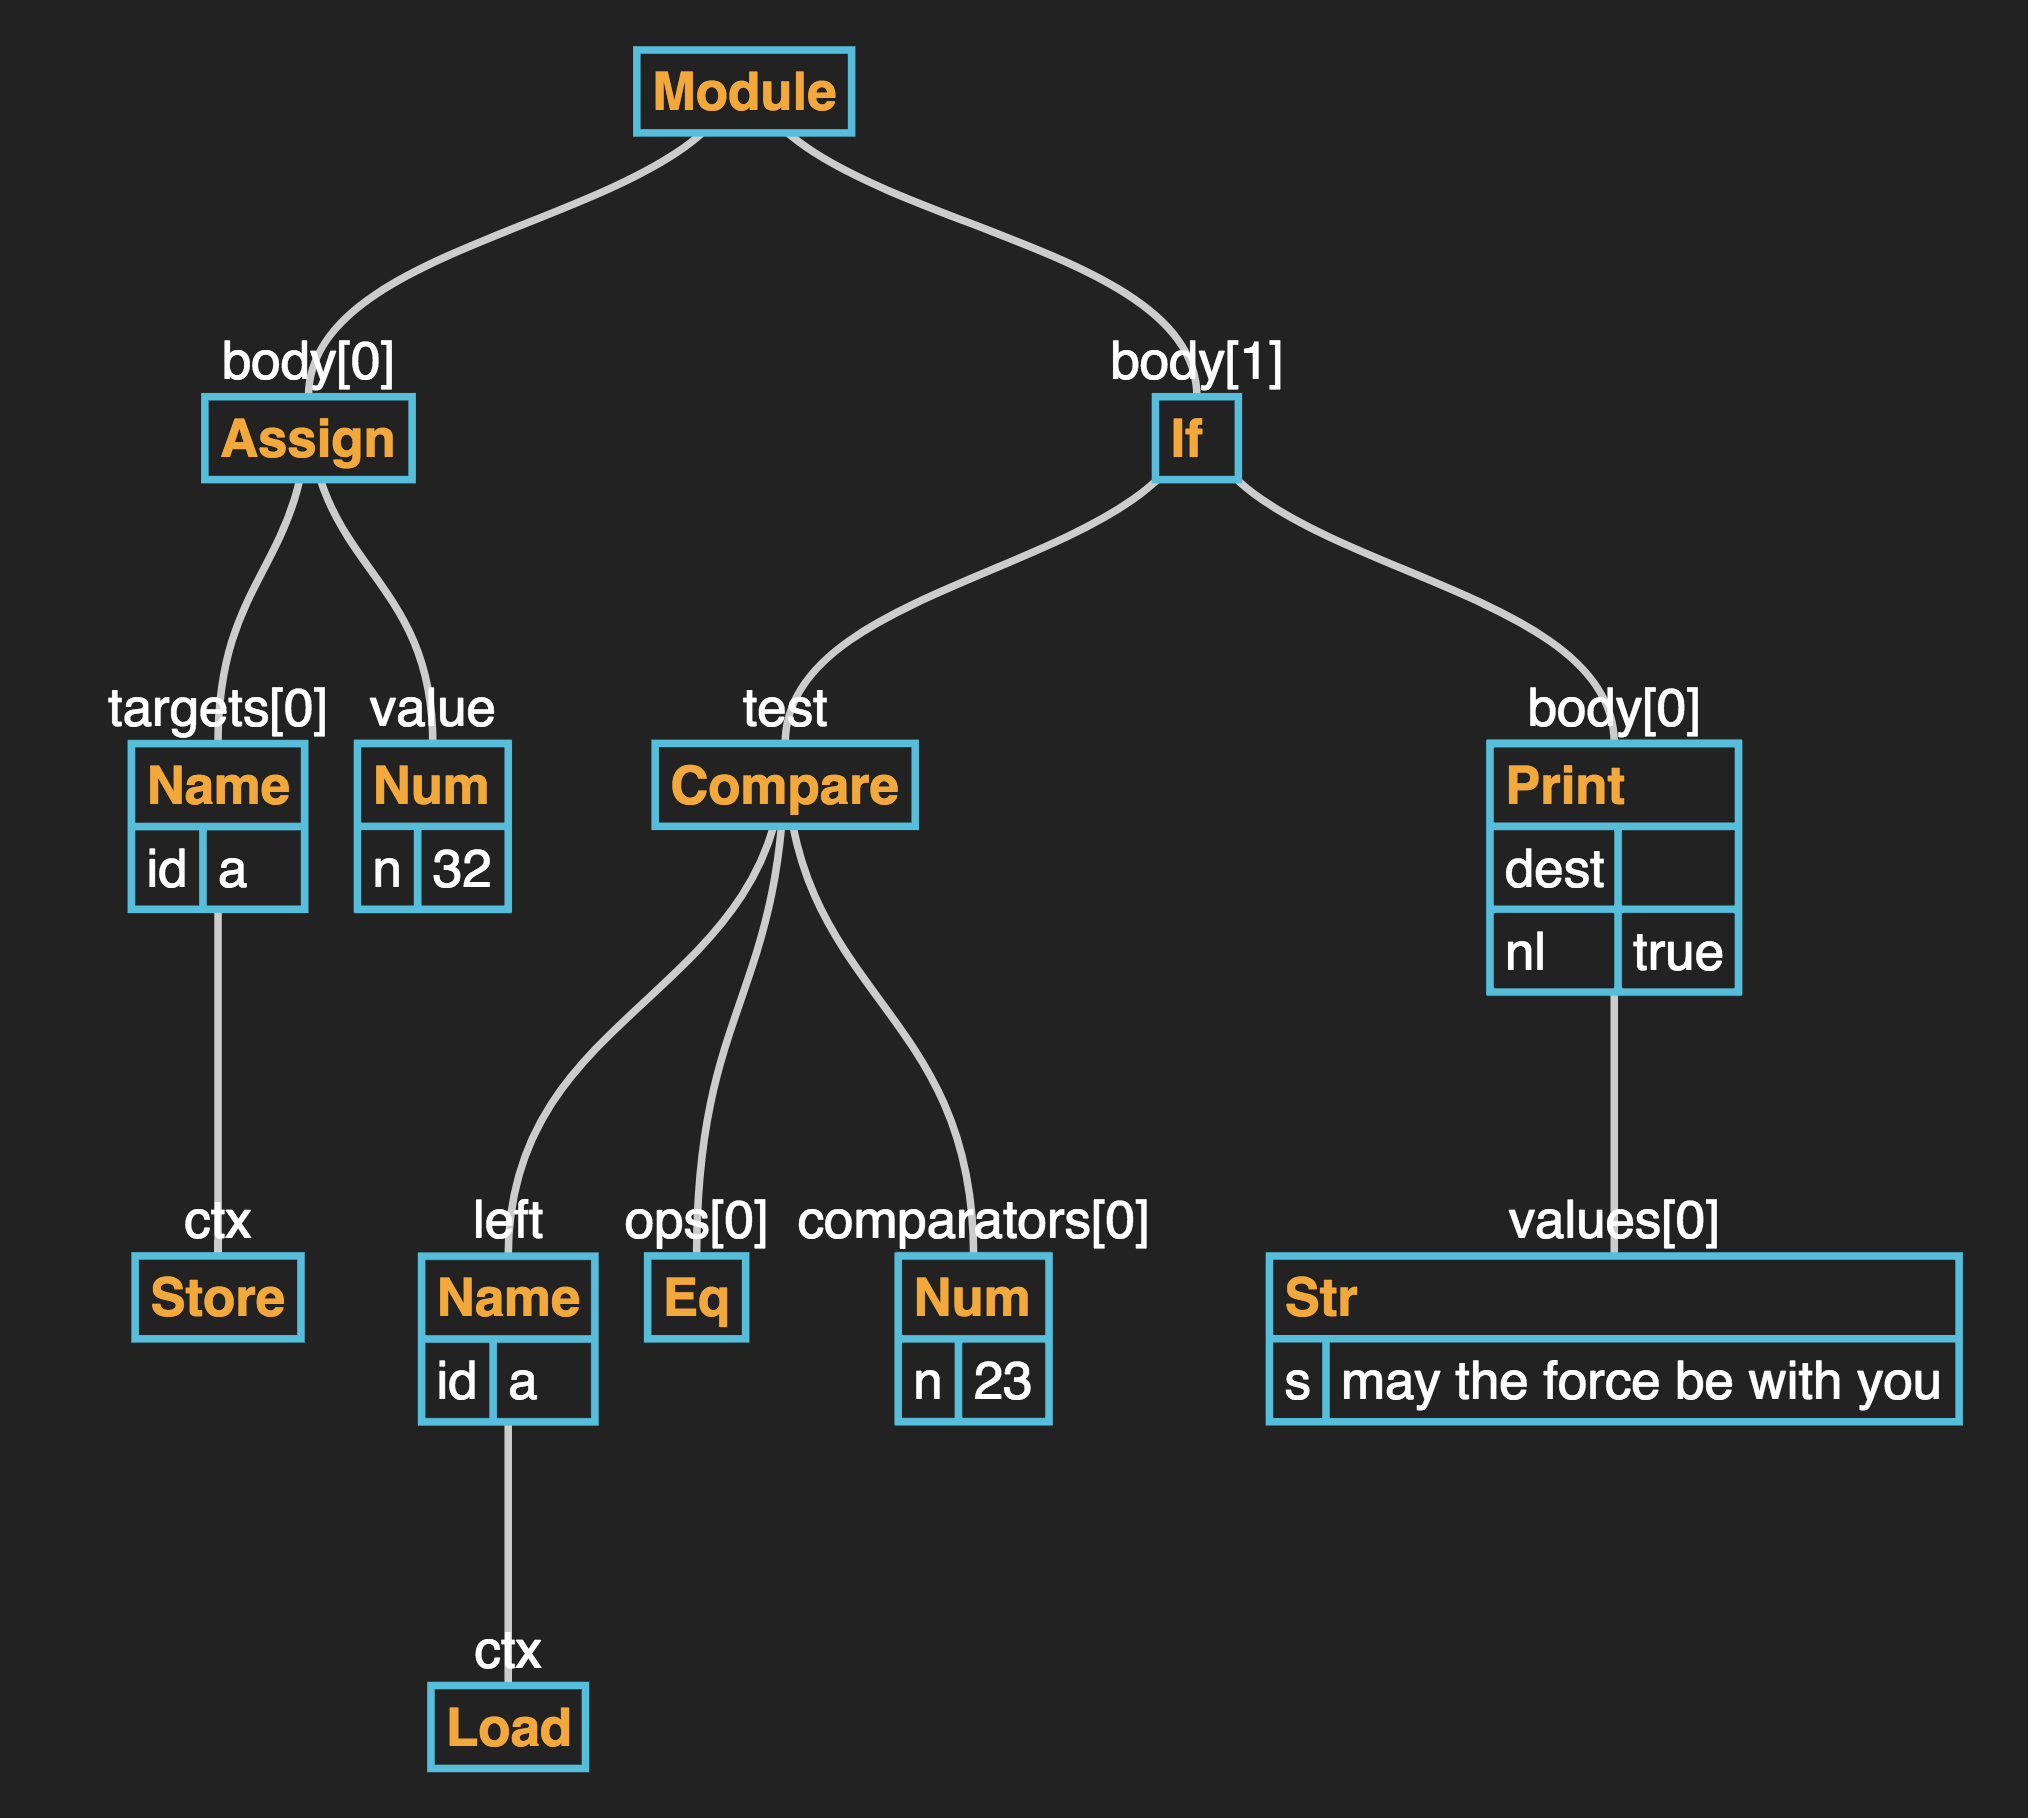 Module
body[0]
body[1]
Assign
If
targets[0]
value
test
body[0]
Name
Num
Compare
Print
id a
n 32
dest
nl true
ctx
left
ops[0]
comparators[0]
values[0]
Store
Name
Eq
Num
Str
id a
n 23
s may the force be with you
ctx
Load